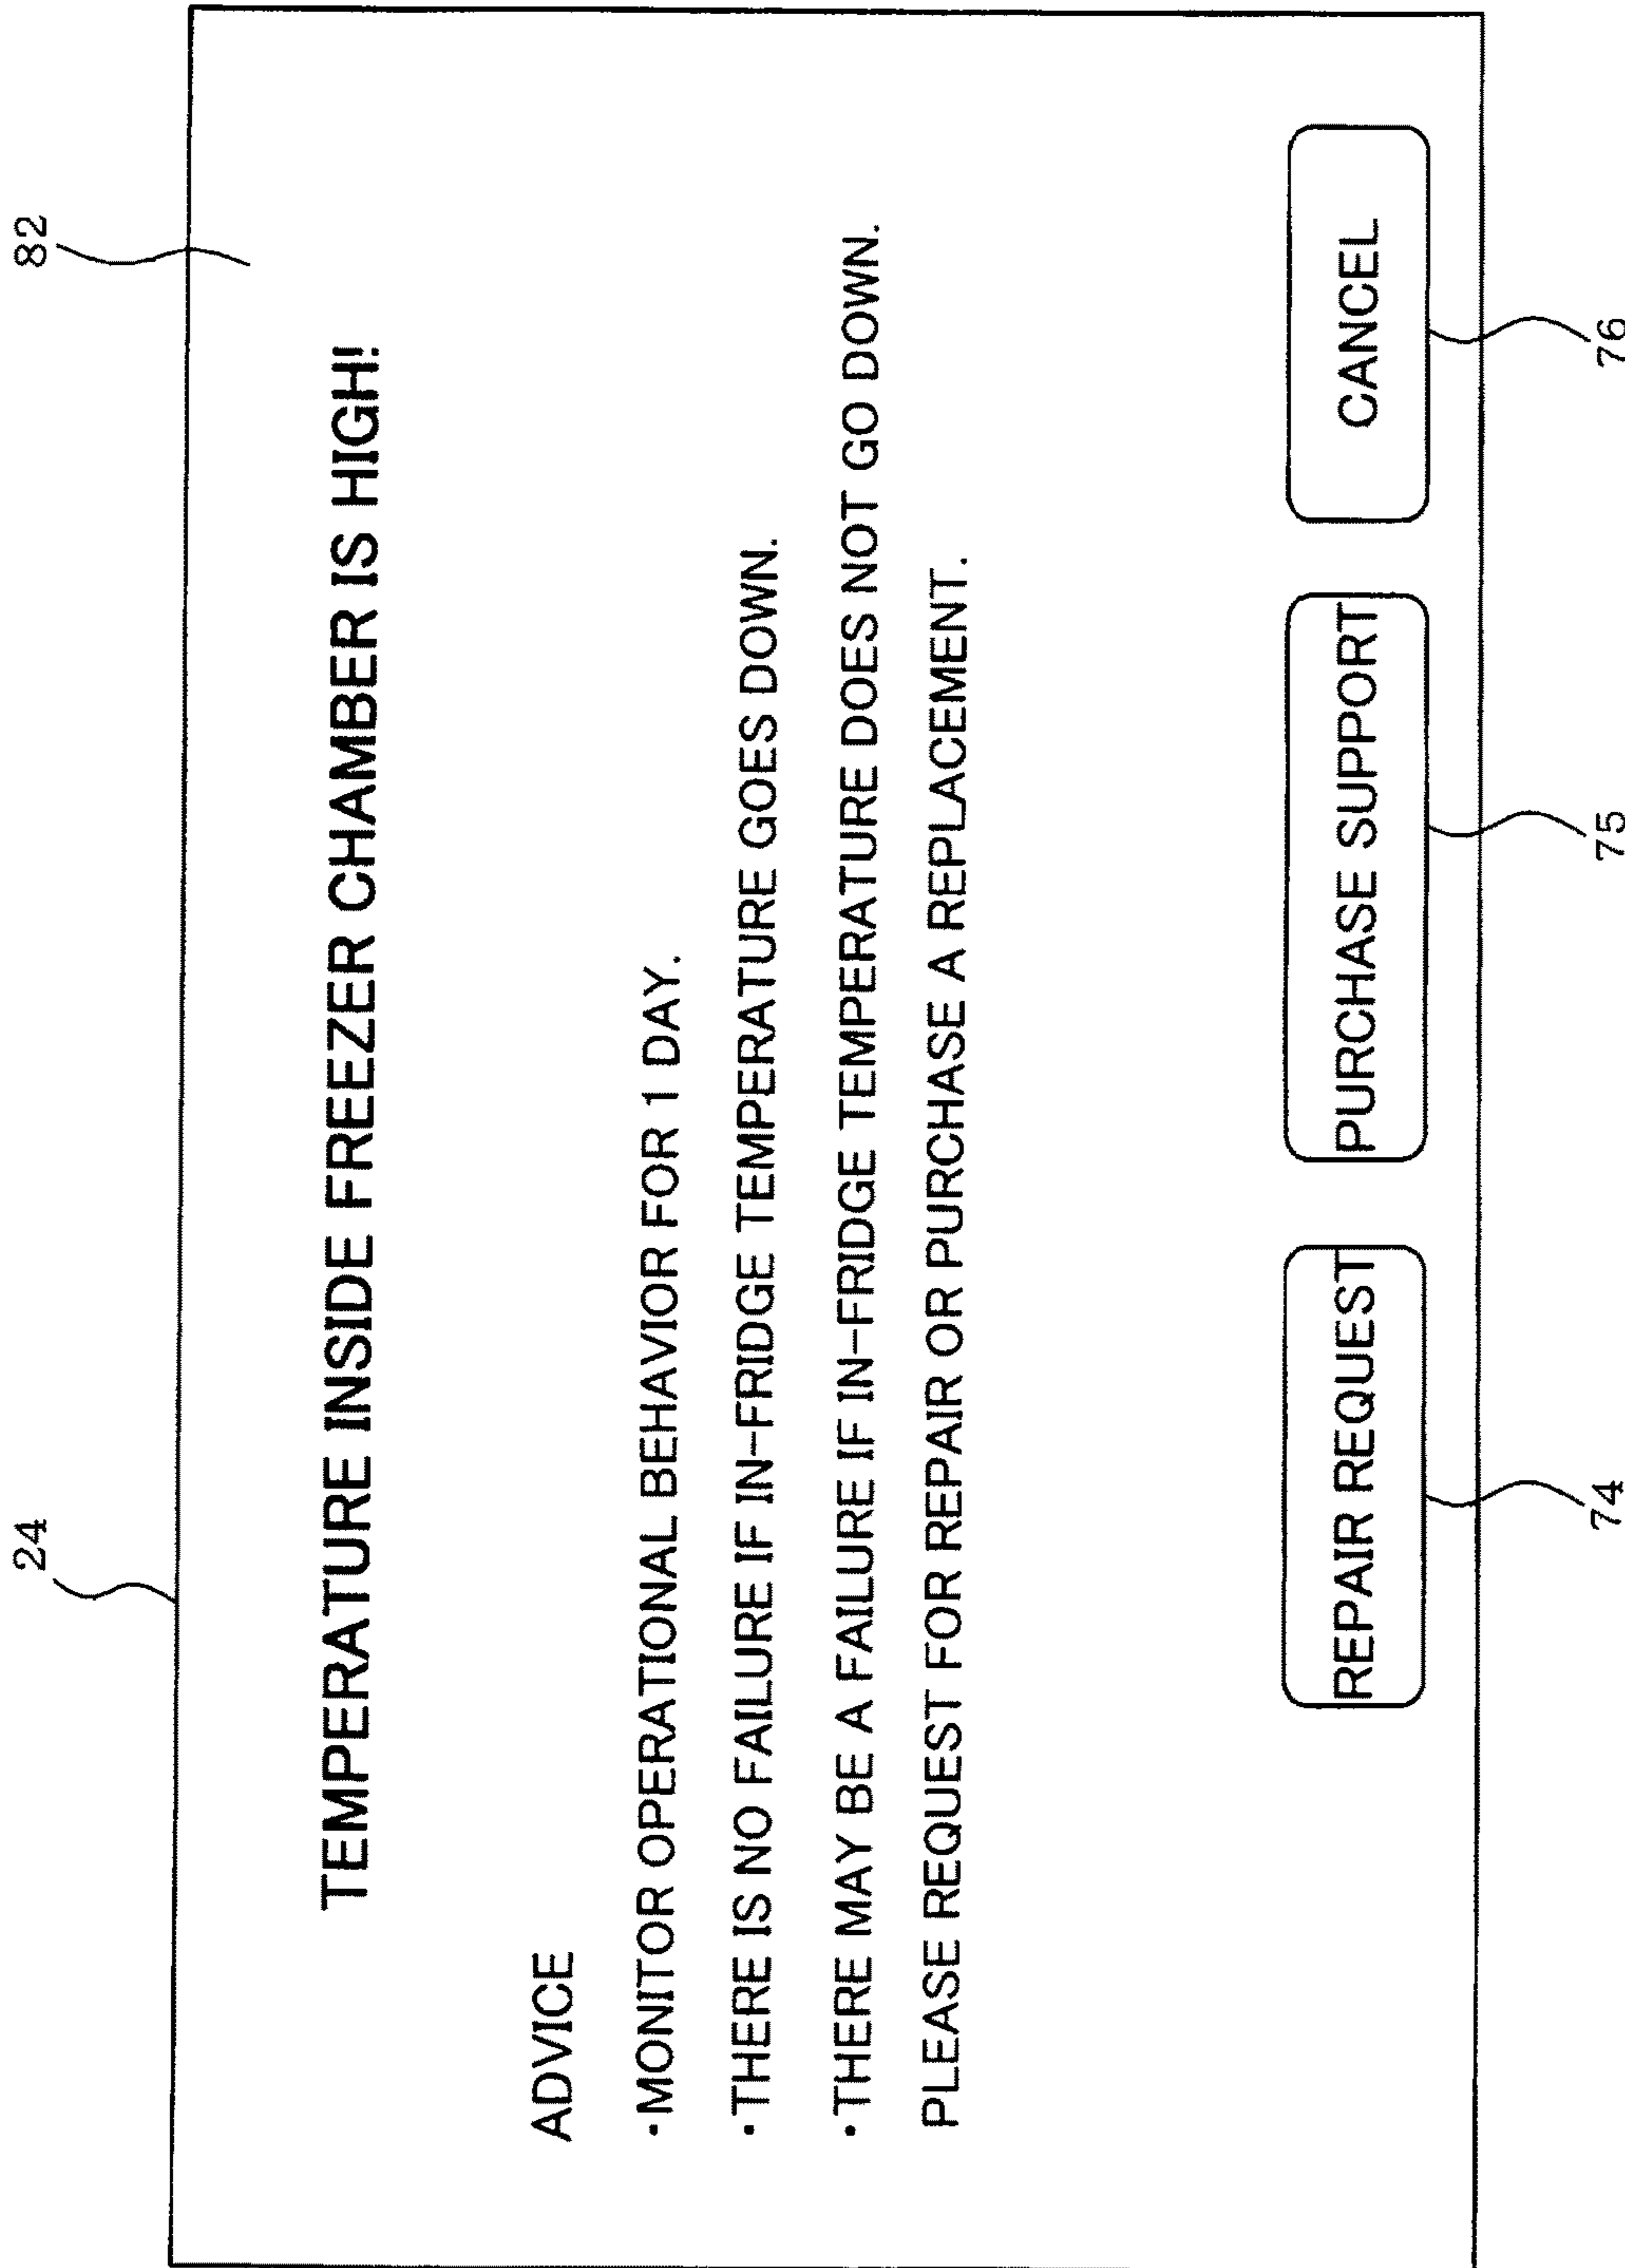 24
82
TEMPERATURE INSIDE FREEZER CHAMBER IS HIGH!
ADVICE
・MONITOR OPERATIONAL BEHAVIOR FOR 1 DAY.
・THERE IS NO FAILURE IF IN-FRIDGE TEMPERATURE GOES DOWN.
・THERE MAY BE A FAILURE IF IN-FRIDGE TEMPERATURE DOES NOT GO DOWN.
PLEASE REQUEST FOR REPAIR OR PURCHASE A REPLACEMENT.
REPAIR REQUEST
PURCHASE SUPPORT
CANCEL
74
75
76